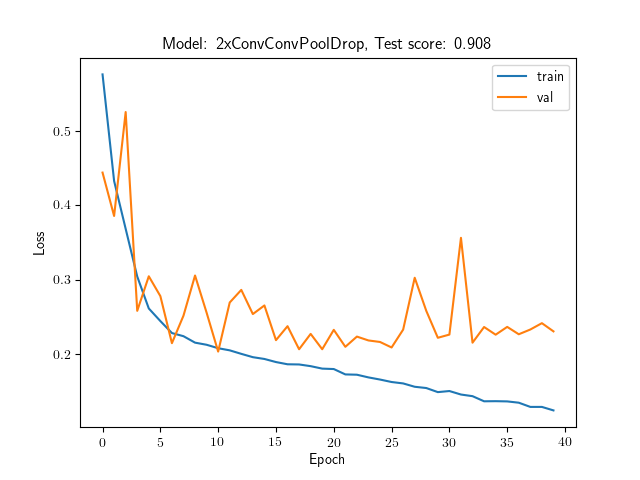 Model: 2xConvConvPoolDrop, Test score: 0.908
train
val
0.5
0.4
0.3
0.2
Loss
0 5 10 15 20 25 30 35 40
Epoch